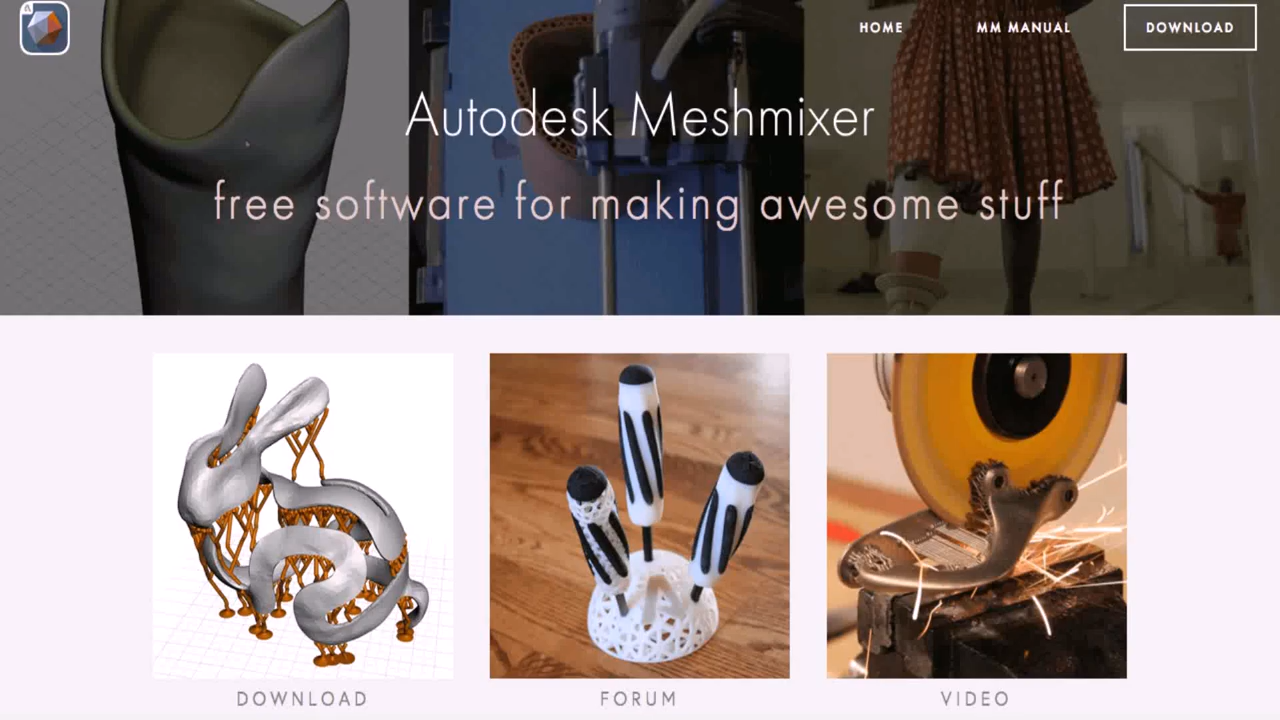 HOME
MM MANUAL
DOWNLOAD
Autodesk Meshmixer
free software for making awesome stuff
DOWNLOAD
FORUM
VIDEO